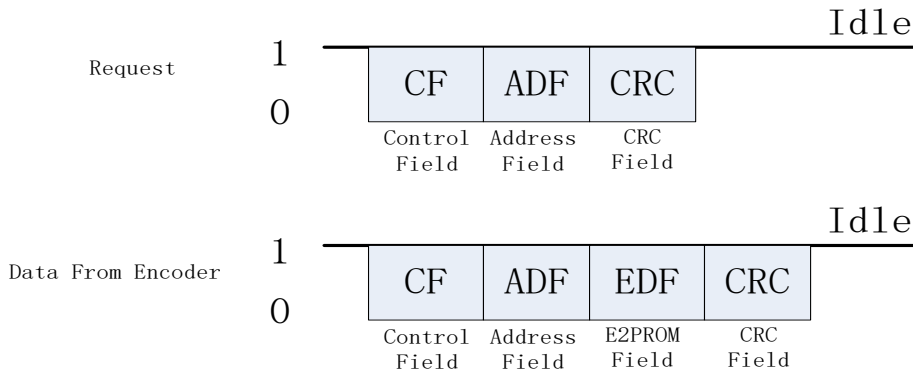 Idle
1
Request
CF ADF CRC
0
Control Address CRC
Field Field Field
Idle
1
Data From Encoder
CF ADF EDF CRC
0
Control Address E2PROM CRC
Field Field Field Field